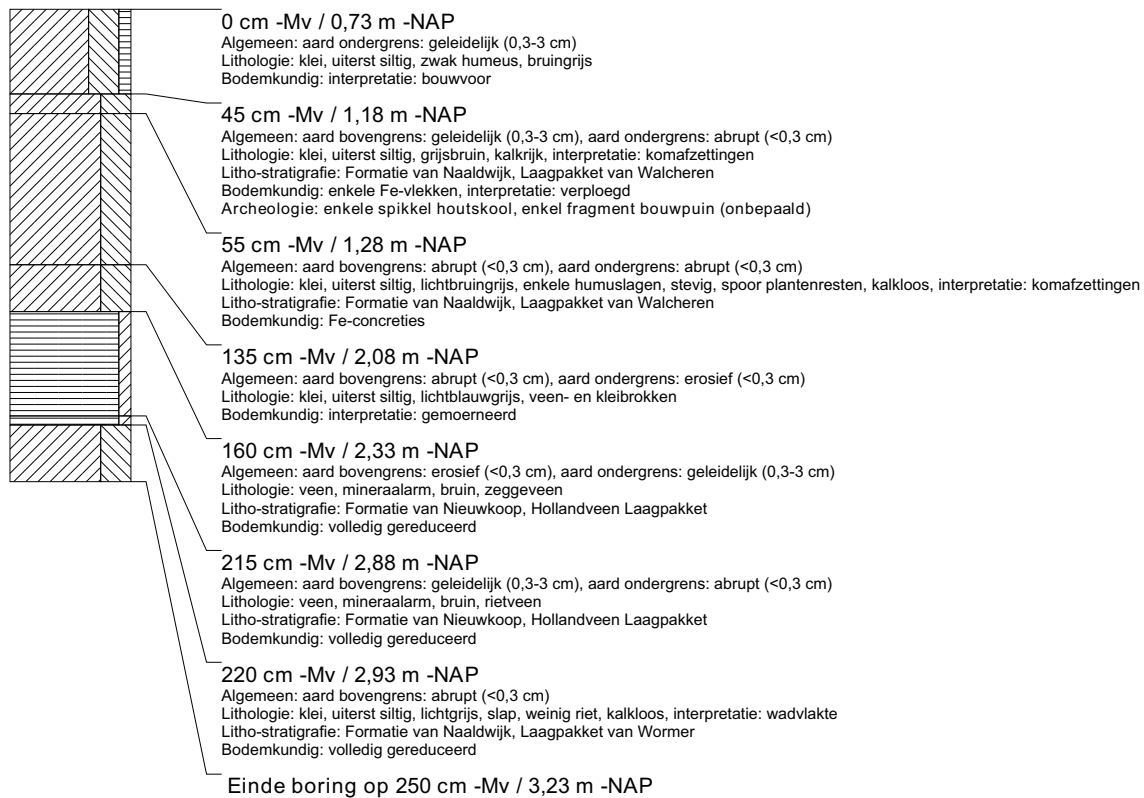 0 cm -Mv / 0,73 m -NAP
Algemeen: aard ondergrens: geleidelijk (0,3-3 cm)
Lithologie: klei, uiterst siltig, zwak humeus, bruingrijs
Bodemkundig: interpretatie: bouwvoor
45 cm -Mv / 1,18 m -NAP
Algemeen: aard bovengrens: geleidelijk (0,3-3 cm), aard ondergrens: abrupt (<0,3 cm)
Lithologie: klei, uiterst siltig, grijsbruin, kalkrijk, interpretatie: komafzettingen
Litho-stratigrafie: Formatie van Naaldwijk, Laagpakket van Walcheren
Bodemkundig: enkele Fe-vlekken, interpretatie: verploegd
Archeologie: enkele spikkel houtskool, enkel fragment bouwpuin (onbepaald)
55 cm -Mv / 1,28 m -NAP
Algemeen: aard bovengrens: abrupt (<0,3 cm), aard ondergrens: abrupt (<0,3 cm)
Lithologie: klei, uiterst siltig, lichtbruingrijs, enkele humuslagen, stevig, spoor plantenresten, kalkloos, interpretatie: komafzettingen
Litho-stratigrafie: Formatie van Naaldwijk, Laagpakket van Walcheren
Bodemkundig: Fe-concreties
135 cm -Mv / 2,08 m -NAP
Algemeen: aard bovengrens: abrupt (<0,3 cm), aard ondergrens: erosief (<0,3 cm)
Lithologie: klei, uiterst siltig, lichtblauwgrijs, veen- en kleibrokken
Bodemkundig: interpretatie: gemoerneerd
160 cm -Mv / 2,33 m -NAP
Algemeen: aard bovengrens: erosief (<0,3 cm), aard ondergrens: geleidelijk (0,3-3 cm)
Lithologie: veen, mineraalarm, bruin, zeggeveen
Litho-stratigrafie: Formatie van Nieuwkoop, Hollandveen Laagpakket
Bodemkundig: volledig gereduceerd
215 cm -Mv / 2,88 m -NAP
Algemeen: aard bovengrens: geleidelijk (0,3-3 cm), aard ondergrens: abrupt (<0,3 cm)
Lithologie: veen, mineraalarm, bruin, rietveen
Litho-stratigrafie: Formatie van Nieuwkoop, Hollandveen Laagpakket
Bodemkundig: volledig gereduceerd
220 cm -Mv / 2,93 m -NAP
Algemeen: aard bovengrens: abrupt (<0,3 cm)
Lithologie: klei, uiterst siltig, lichtgrijs, slap, weinig riet, kalkloos, interpretatie: wadvlakte
Litho-stratigrafie: Formatie van Naaldwijk, Laagpakket van Wormer
Bodemkundig: volledig gereduceerd
Einde boring op 250 cm -Mv / 3,23 m -NAP